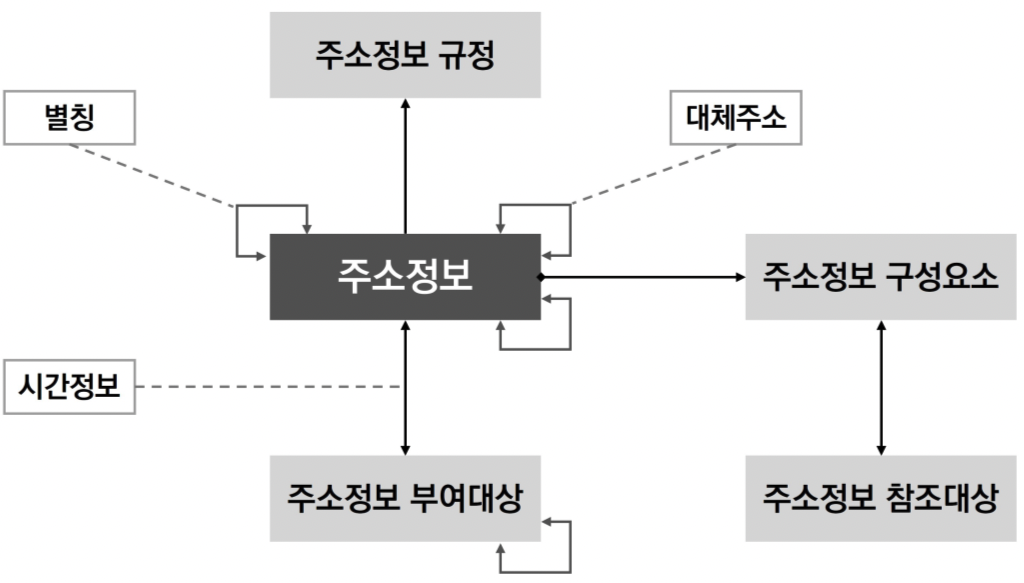 주소정보 규정
별칭
대체주소
주소정보
주소정보 구성요소
시간정보
주소정보 부여대상
주소정보 참조대상